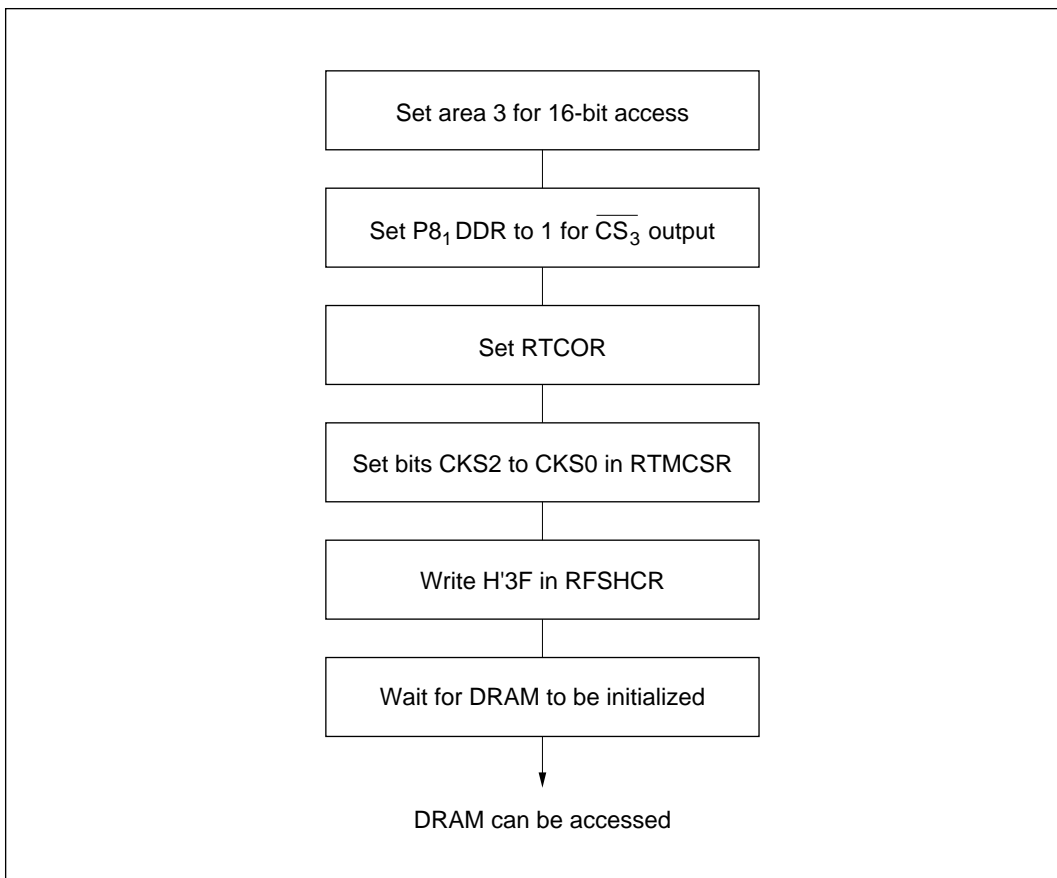 Set area 3 for 16-bit access
Set P8₁ DDR to 1 for C̅S̅₃ output
Set RTCOR
Set bits CKS2 to CKS0 in RTMCSR
Write H'3F in RFSHCR
Wait for DRAM to be initialized
DRAM can be accessed